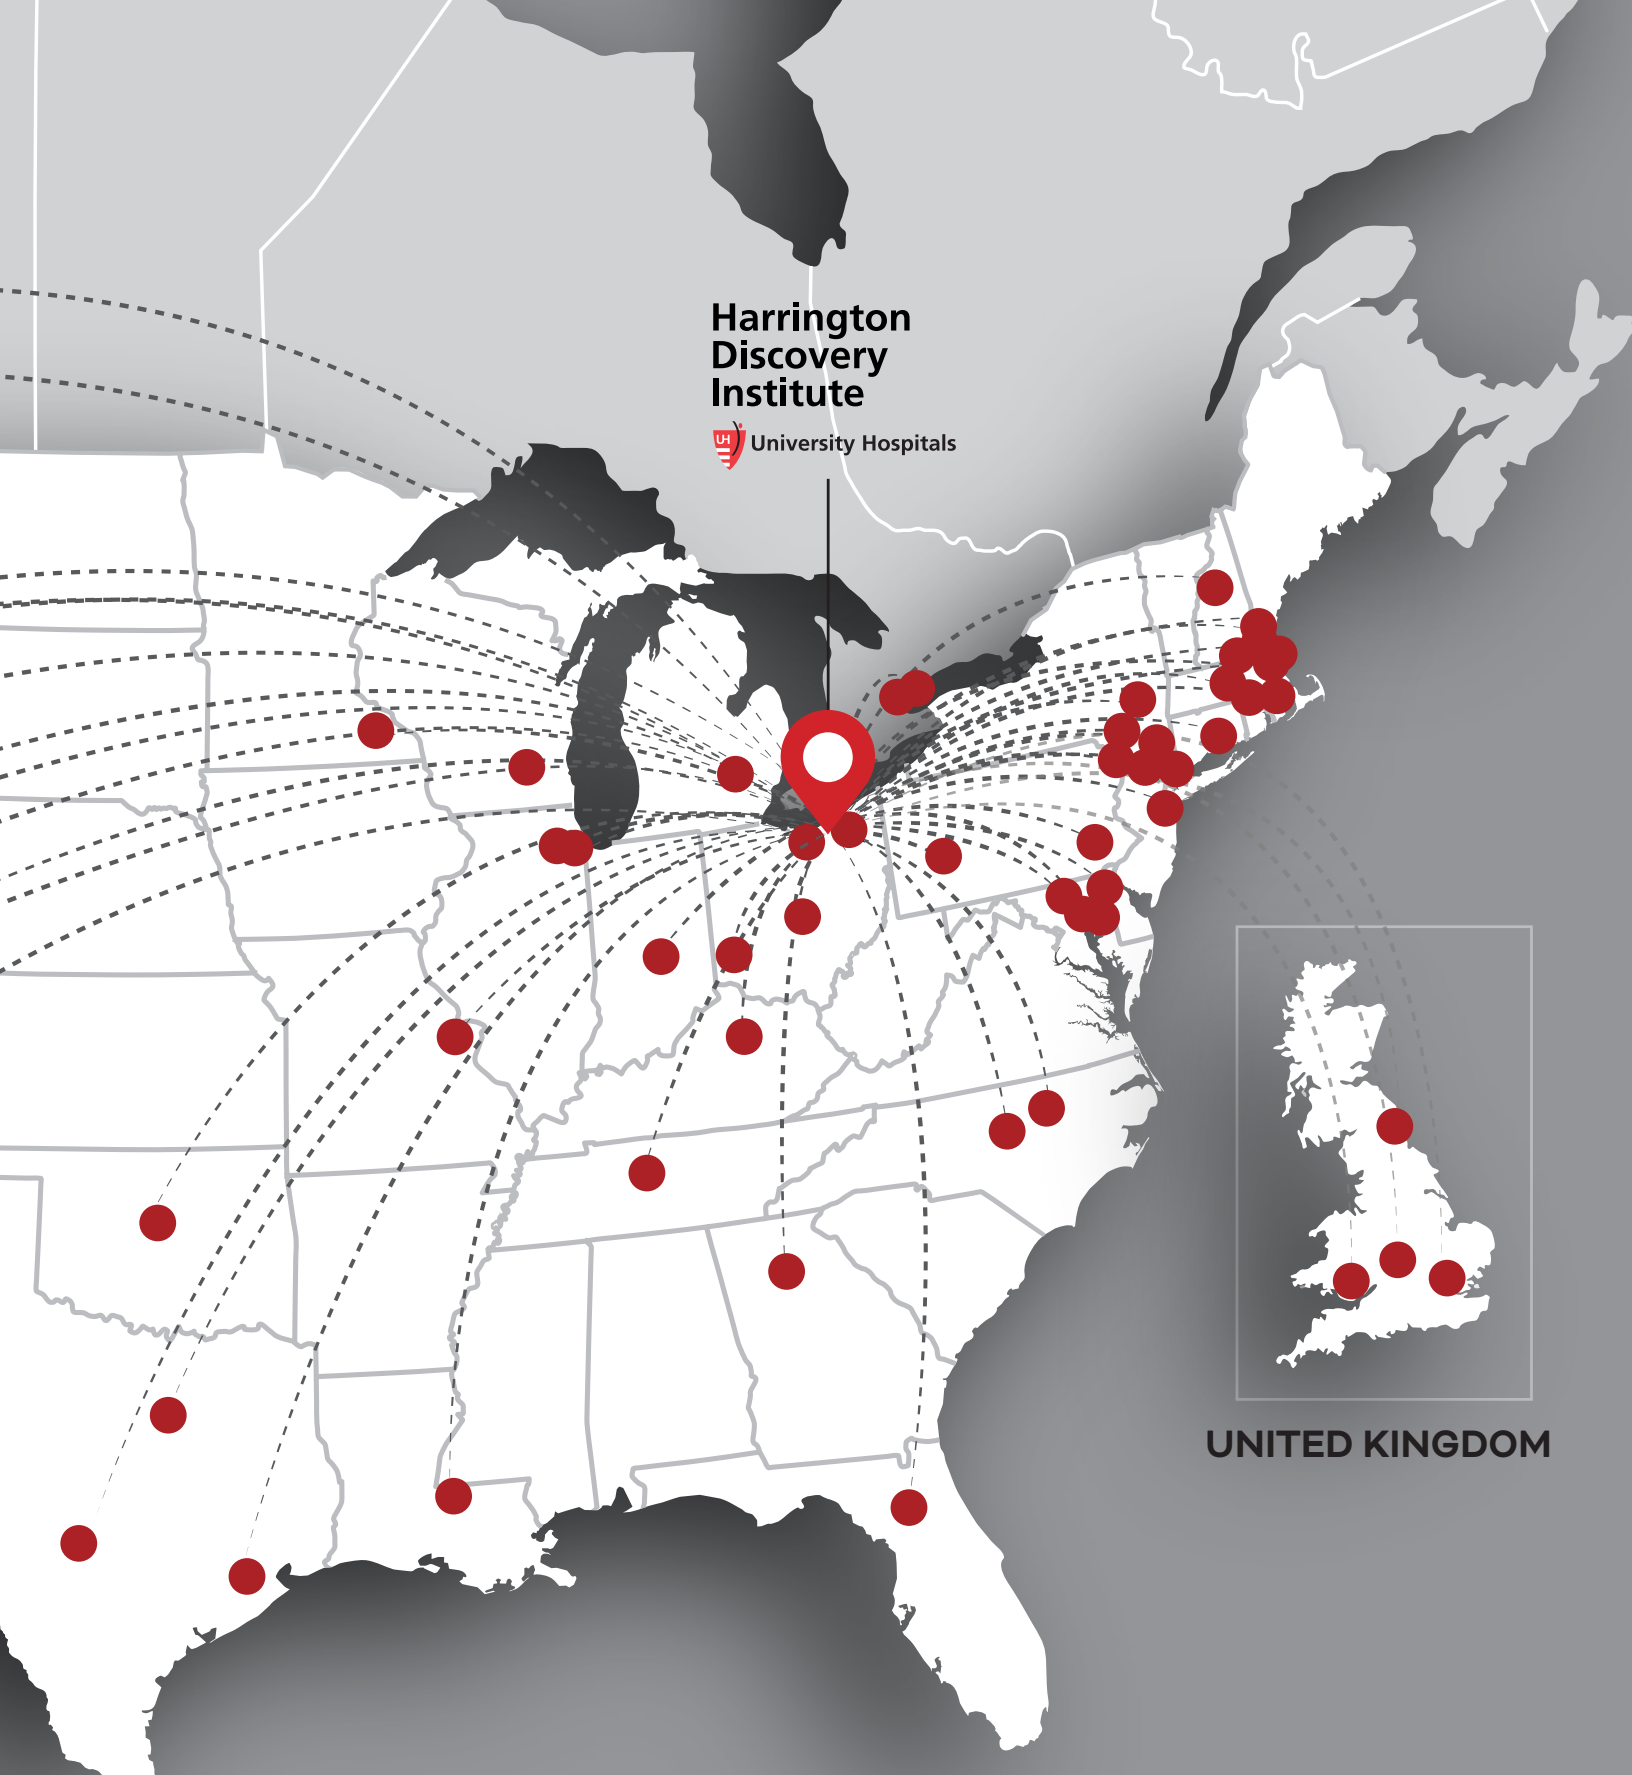 Harrington
Discovery
Institute
UH
University Hospitals
UNITED KINGDOM